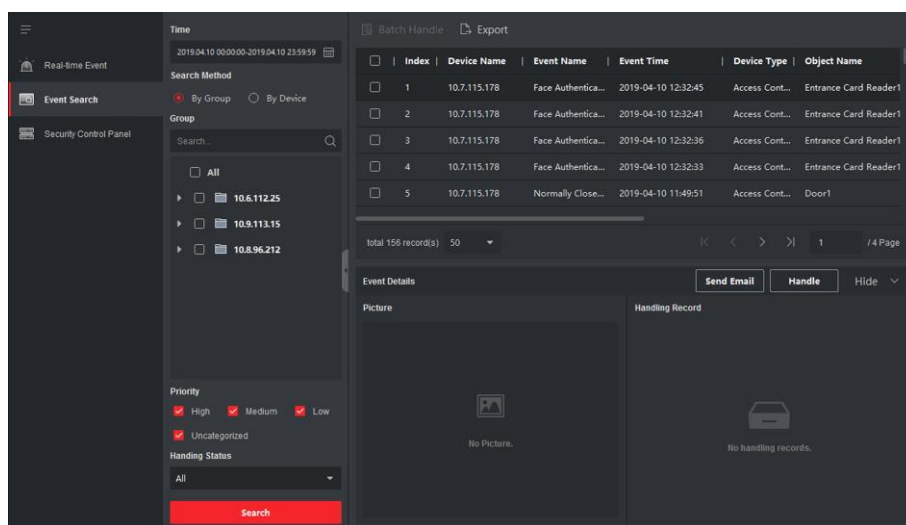 Real-time Event
Event Search
Security Control Panel
Time
2019.04.10 00:00:00-2019.04.10 23:59:59
Search Method
By Group By Device
Group
Search...
All
10.6.112.25
10.9.113.15
10.8.96.212
Priority
High Medium Low
Uncategorized
Handing Status
All
Search
Batch Handle Export
Index | Device Name | Event Name | Event Time | Device Type | Object Name
1 10.7.115.178 Face Authentica... 2019-04-10 12:32:45 Access Cont... Entrance Card Reader1
2 10.7.115.178 Face Authentica... 2019-04-10 12:32:41 Access Cont... Entrance Card Reader1
3 10.7.115.178 Face Authentica... 2019-04-10 12:32:36 Access Cont... Entrance Card Reader1
4 10.7.115.178 Face Authentica... 2019-04-10 12:32:33 Access Cont... Entrance Card Reader1
5 10.7.115.178 Normally Close... 2019-04-10 11:49:51 Access Cont... Door1
total 156 record(s) 50 1 / 4 Page
Event Details Send Email Handle Hide
Picture Handling Record
No Picture. No handling records.